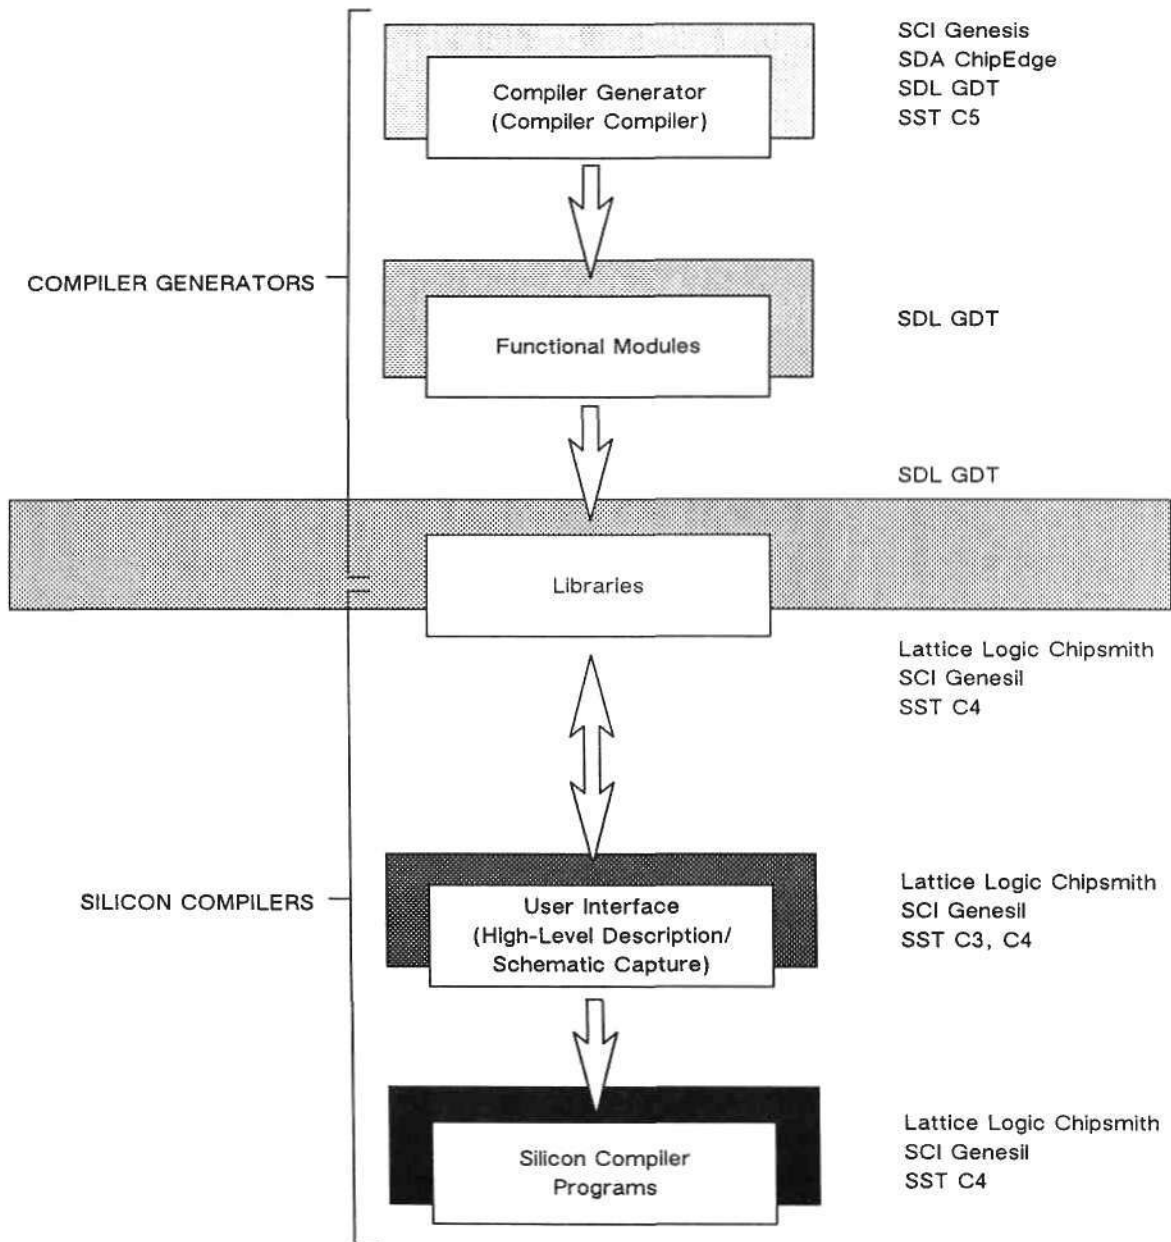 SCI Genesis
SDA ChipEdge
SDL GDT
SST C5
Compiler Generator
(Compiler Compiler)
COMPILER GENERATORS
Functional Modules
SDL GDT
SDL GDT
Libraries
Lattice Logic Chipsmith
SCI Genesil
SST C4
SILICON COMPILERS
User Interface
(High-Level Description/
Schematic Capture)
Lattice Logic Chipsmith
SCI Genesil
SST C3, C4
Silicon Compiler
Programs
Lattice Logic Chipsmith
SCI Genesil
SST C4